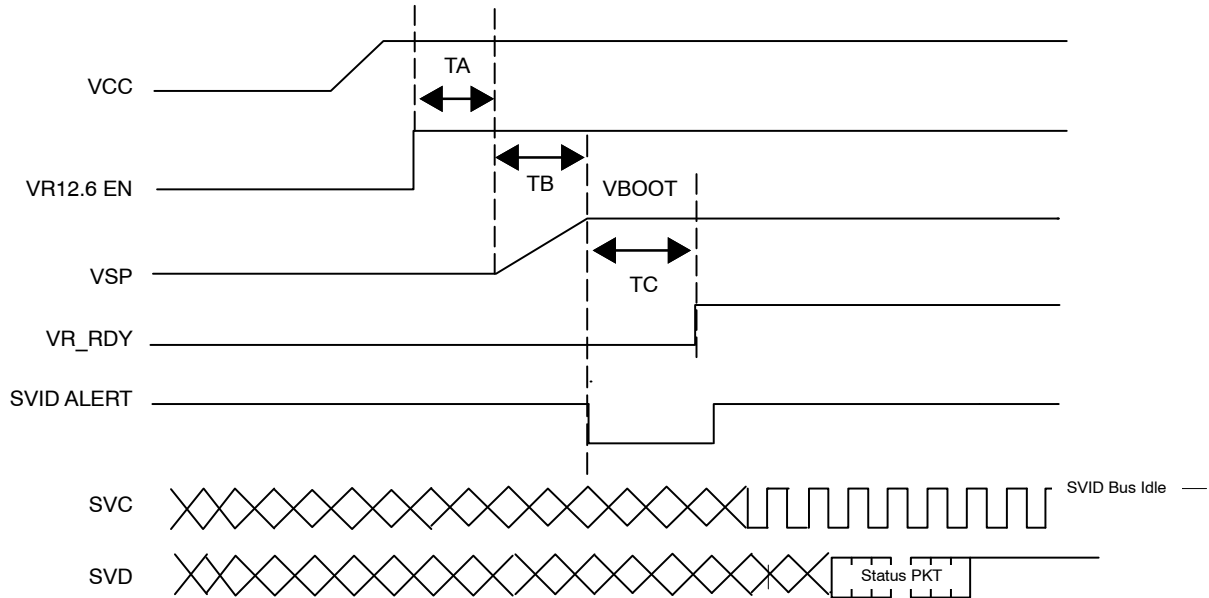 TA
VCC
TB
VBOOT
VR12.6 EN
VSP
TC
VR_RDY
SVID ALERT
SVC
SVID Bus Idle
SVD
Status PKT